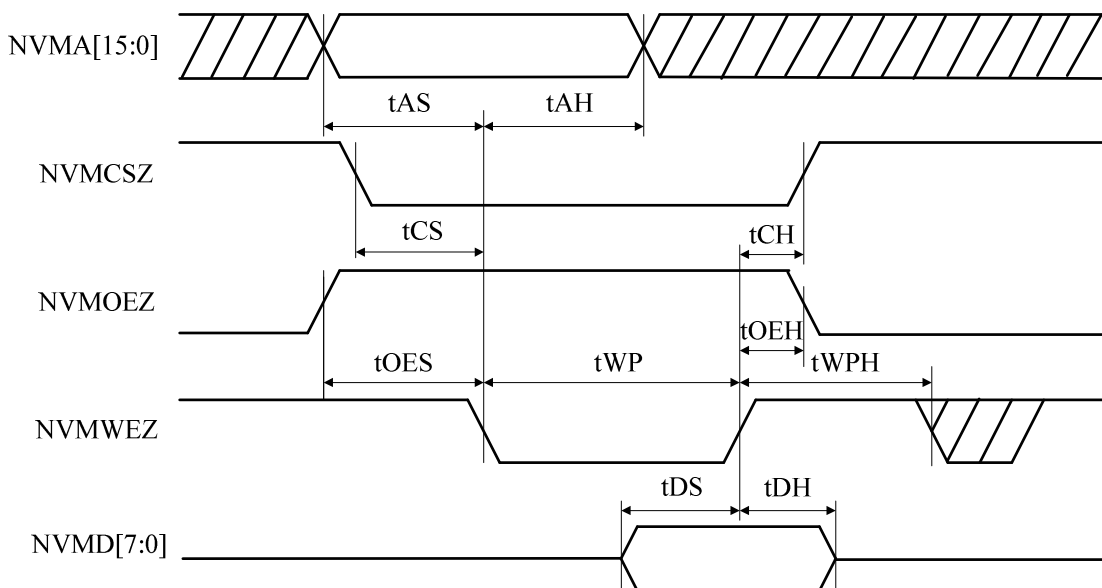 NVMA[15:0]
tAS
tAH
NVMCSZ
tCS
tCH
NVMOEZ
tOEH
tOES
tWP
tWPH
NVMWEZ
tDS
tDH
NVMD[7:0]